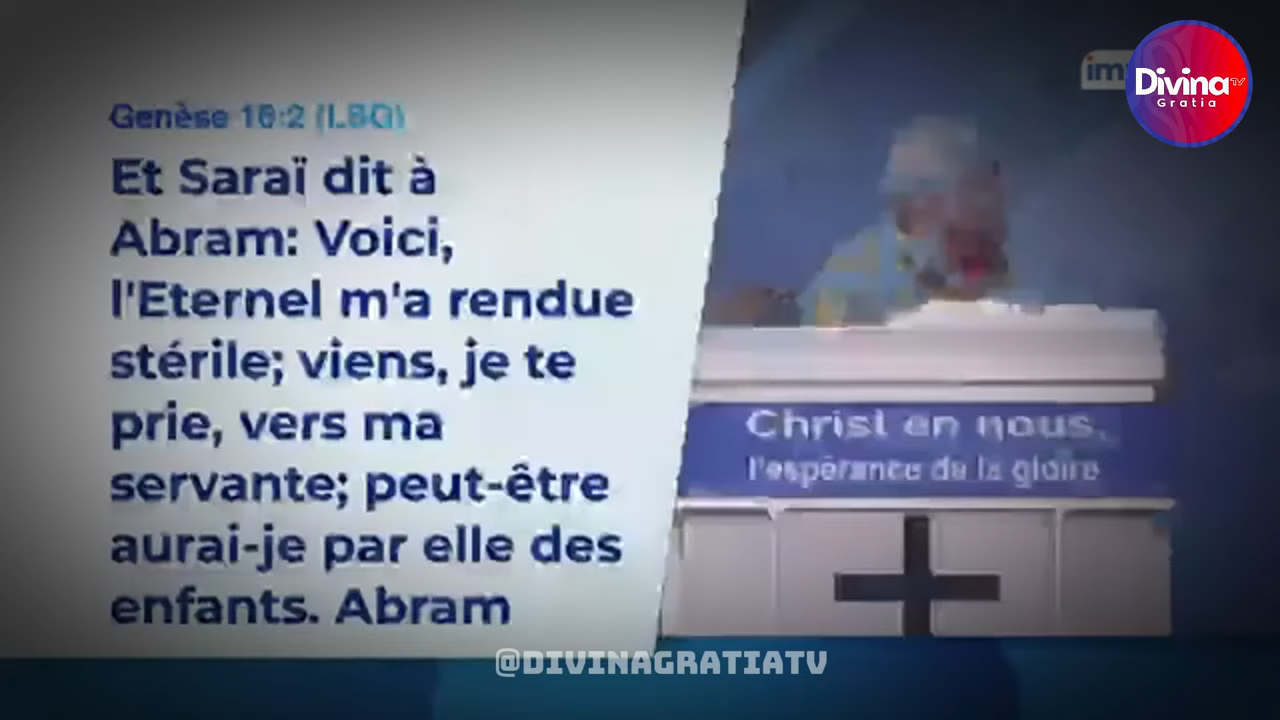 Genèse 16:2 (LSG)
Et Saraï dit à
Abram: Voici,
l'Eternel m'a rendue
stérile; viens, je te
prie, vers ma
servante; peut-être
aurai-je par elle des
enfants. Abram
Divina TV
Gratia
Christ en nous,
l'espérance de la gloire
@DIVINAGRATIATV